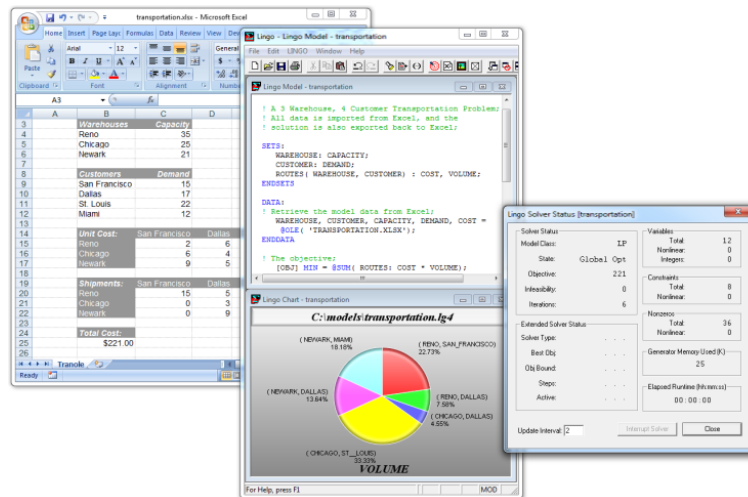 transportation.xlsx - Microsoft Excel
Home Insert Page Layo Formulas Data Review View Dev
Paste
Arial 12
General
Clipboard Font Alignment Number
A3
A B C D
3 Warehouses Capacity
4 Reno 35
5 Chicago 25
6 Newark 21
7
8 Customers Demand
9 San Francisco 15
10 Dallas 17
11 St. Louis 22
12 Miami 12
13
14 Unit Cost: San Francisco Dallas
15 Reno 2 6
16 Chicago 6 4
17 Newark 9 5
18
19 Shipments: San Francisco Dallas
20 Reno 15 5
21 Chicago 0 3
22 Newark 0 9
23
24 Total Cost:
25 $221.00
26
Tranole
Ready
Lingo - Lingo Model - transportation
File Edit LINGO Window Help
Lingo Model - transportation
! A 3 Warehouse, 4 Customer Transportation Problem;
! All data is imported from Excel, and the
solution is also exported back to Excel;
SETS:
WAREHOUSE: CAPACITY;
CUSTOMER: DEMAND;
ROUTES( WAREHOUSE, CUSTOMER) : COST, VOLUME;
ENDSETS
DATA:
! Retrieve the model data from Excel;
WAREHOUSE, CUSTOMER, CAPACITY, DEMAND, COST =
@OLE( 'TRANSPORTATION.XLSX');
ENDDATA
! The objective;
[OBJ] MIN = @SUM( ROUTES: COST * VOLUME);
Lingo Chart - transportation
C:\models\transportation.lg4
( NEWARK, MIAMI)
18.18%
( RENO, SAN_FRANCISCO)
22.73%
( NEWARK, DALLAS)
13.64%
( RENO, DALLAS)
7.58%
( CHICAGO, DALLAS)
4.55%
( CHICAGO, ST__LOUIS)
33.33%
VOLUME
For Help, press F1 MOD
Lingo Solver Status [transportation]
Solver Status
Model Class: LP
State: Global Opt
Objective: 221
Infeasibility: 0
Iterations: 6
Extended Solver Status
Solver Type: . . .
Best Obj: . . .
Obj Bound: . . .
Steps: . . .
Active: . . .
Variables
Total 12
Nonlinear: 0
Integers: 0
Constraints
Total: 8
Nonlinear: 0
Nonzeros
Total: 36
Nonlinear: 0
Generator Memory Used (K)
25
Elapsed Runtime (hh:mm:ss)
00:00:00
Update Interval: 2
Interrupt Solver
Close